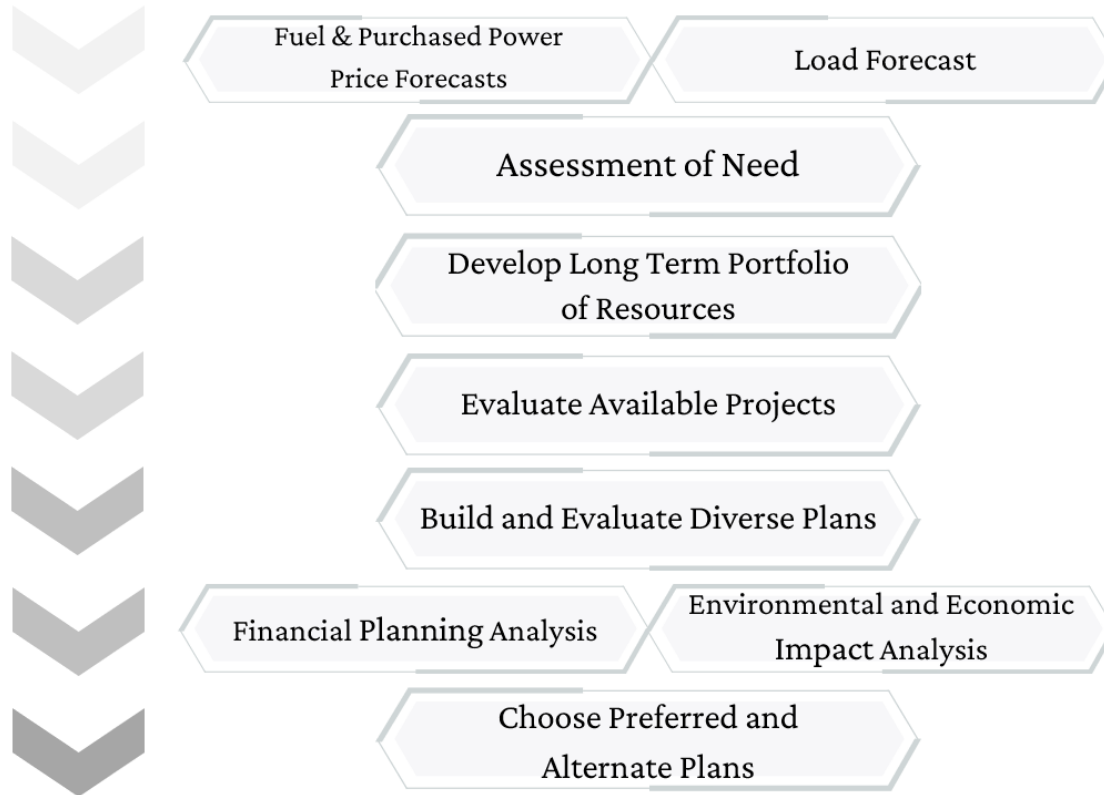 Fuel & Purchased Power
Price Forecasts
Load Forecast
Assessment of Need
Develop Long Term Portfolio
of Resources
Evaluate Available Projects
Build and Evaluate Diverse Plans
Financial Planning Analysis
Environmental and Economic
Impact Analysis
Choose Preferred and
Alternate Plans